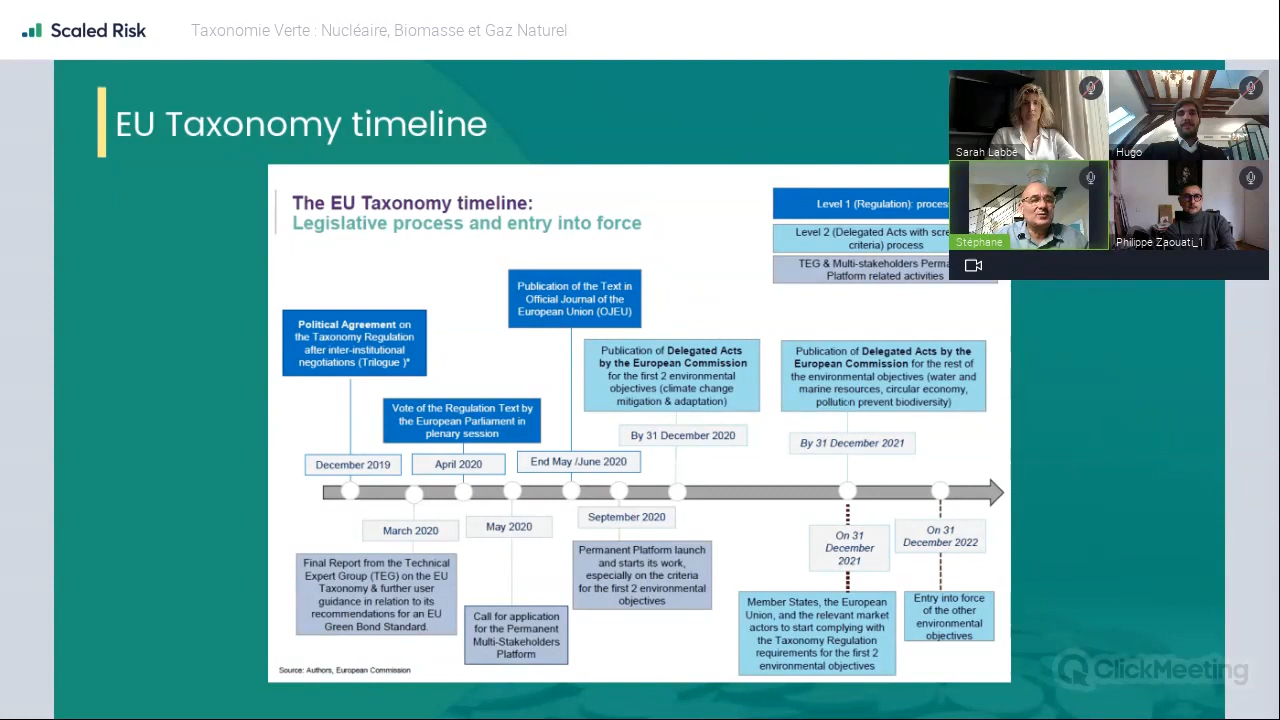 Scaled Risk
Taxonomie Verte : Nucléaire, Biomasse et Gaz Naturel
EU Taxonomy timeline
The EU Taxonomy timeline:
Legislative process and entry into force
Level 1 (Regulation): proces
Level 2 (Delegated Acts with scre
criteria) process
TEG & Multi-stakeholders Perma
Platform related activities
Sarah Labbé
Hugo
Stéphane
Philippe Zaouati_1
Political Agreement on
the Taxonomy Regulation
after inter-institutional
negotiations (Trilogue )*
Vote of the Regulation Text by
the European Parliament in
plenary session
Publication of the Text in
Official Journal of the
European Union (OJEU)
Publication of Delegated Acts
by the European Commission
for the first 2 environmental
objectives (climate change
mitigation & adaptation)
Publication of Delegated Acts by the
European Commission for the rest of
the environmental objectives (water and
marine resources, circular economy,
pollution prevent biodiversity)
By 31 December 2020
By 31 December 2021
December 2019
April 2020
End May /June 2020
March 2020
May 2020
September 2020
On 31
December
2021
On 31
December 2022
Final Report from the Technical
Expert Group (TEG) on the EU
Taxonomy & further user
guidance in relation to its
recommendations for an EU
Green Bond Standard.
Call for application
for the Permanent
Multi-Stakeholders
Platform
Permanent Platform launch
and starts its work,
especially on the criteria
for the first 2 environmental
objectives
Member States, the European
Union, and the relevant market
actors to start complying with
the Taxonomy Regulation
requirements for the first 2
environmental objectives
Entry into force
of the other
environmental
objectives
Source: Authors, European Commission
ClickMeeting